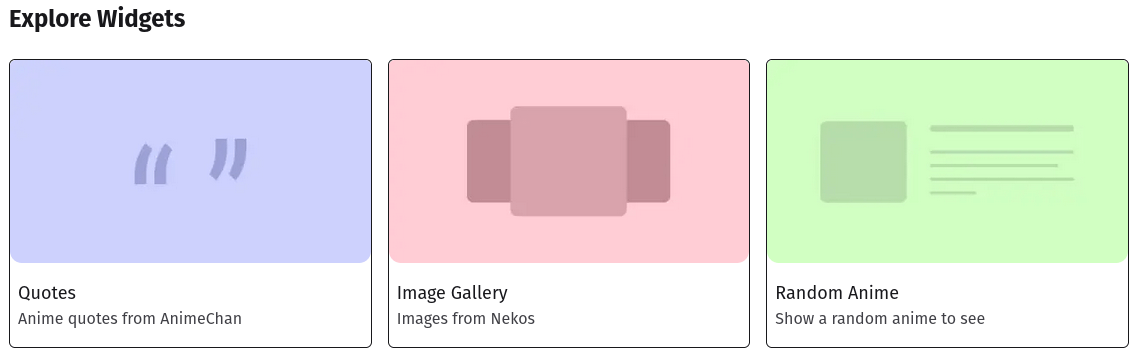 Explore Widgets
“ ”
Quotes
Anime quotes from AnimeChan
Image Gallery
Images from Nekos
Random Anime
Show a random anime to see